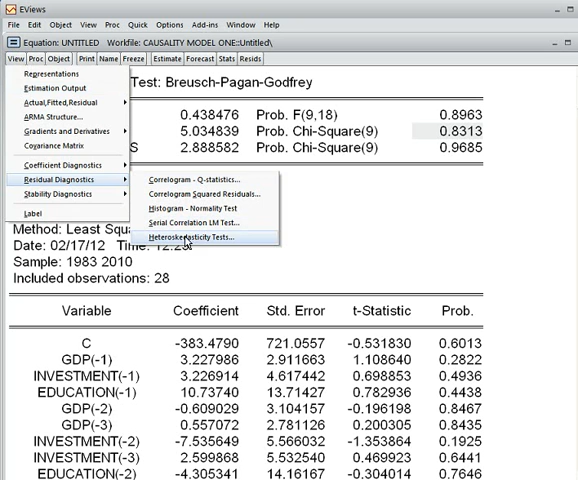 EViews
File Edit Object View Proc Quick Options Add-ins Window Help
Equation: UNTITLED Workfile: CAUSALITY MODEL ONE::Untitled\
View Proc Object Print Name Freeze Estimate Forecast Stats Resids
Representations
Estimation Output
Actual,Fitted,Residual
ARMA Structure...
Gradients and Derivatives
Covariance Matrix
Coefficient Diagnostics
Residual Diagnostics
Stability Diagnostics
Label
Correlogram - Q-statistics...
Correlogram Squared Residuals...
Histogram - Normality Test
Serial Correlation LM Test...
Heteroskedasticity Tests...
Test: Breusch-Pagan-Godfrey
0.438476 Prob. F(9,18) 0.8963
5.034839 Prob. Chi-Square(9) 0.8313
S 2.888582 Prob. Chi-Square(9) 0.9685
Method: Least Squa
Date: 02/17/12 Time: 12:29
Sample: 1983 2010
Included observations: 28
Variable Coefficient Std. Error t-Statistic Prob.
C -383.4790 721.0557 -0.531830 0.6013
GDP(-1) 3.227986 2.911663 1.108640 0.2822
INVESTMENT(-1) 3.226914 4.617442 0.698853 0.4936
EDUCATION(-1) 10.73740 13.71427 0.782936 0.4438
GDP(-2) -0.609029 3.104157 -0.196198 0.8467
GDP(-3) 0.557072 2.781126 0.200305 0.8435
INVESTMENT(-2) -7.535649 5.566032 -1.353864 0.1925
INVESTMENT(-3) 2.599868 5.532540 0.469923 0.6441
EDUCATION(-2) -4.305341 14.16167 -0.304014 0.7646